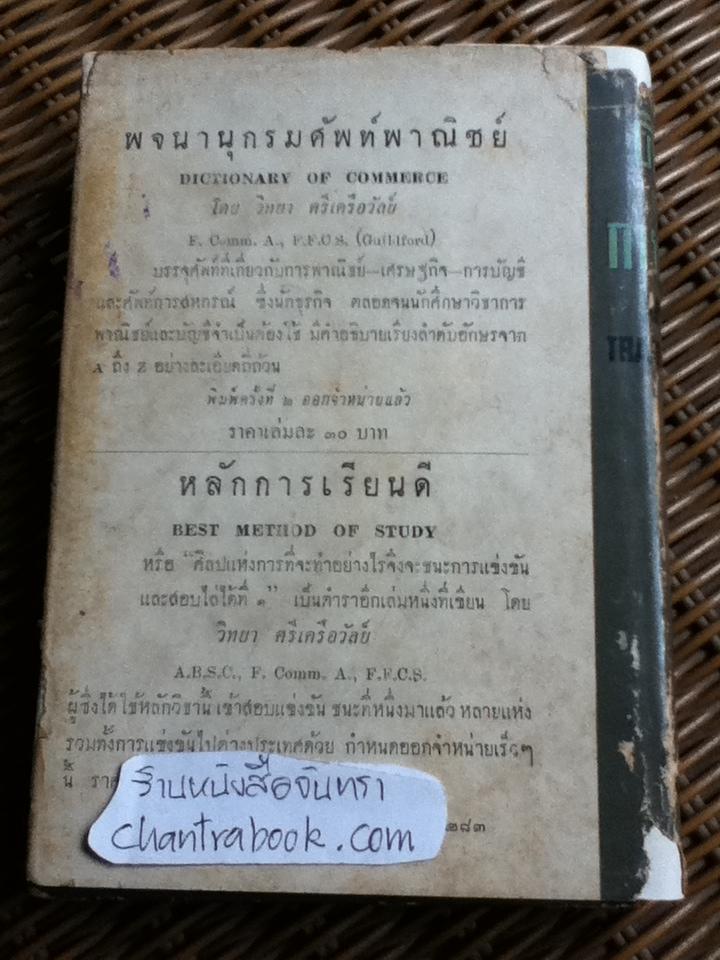 พจนานุกรมศัพท์พาณิชย์
DICTIONARY OF COMMERCE
โดย วิทยา ศรีเครือวัลย์
F. Comm. A., F.F.C.S. (Guildford)
บรรจุศัพท์ที่เกี่ยวกับการพาณิชย์—เศรษฐกิจ—การบัญชี
และศัพท์การสหกรณ์ ซึ่งนักธุรกิจ ตลอดจนนักศึกษาวิชาการ
พาณิชย์และบัญชีจำเป็นต้องใช้ มีคำอธิบายเรียงลำดับอักษรจาก
A ถึง Z อย่างละเอียดถี่ถ้วน
พิมพ์ครั้งที่ ๒ ออกจำหน่ายแล้ว
ราคาเล่มละ ๓๐ บาท
หลักการเรียนดี
BEST METHOD OF STUDY
หรือ “ศิลปแห่งการที่จะทำอย่างไรจึงจะชนะการแข่งขัน
และสอบไล่ได้ที่ ๑” เป็นตำราอีกเล่มหนึ่งที่เขียน โดย
วิทยา ศรีเครือวัลย์
A.B.S.C., F. Comm. A., F.F.C.S.
ผู้ซึ่งได้ใช้หลักวิชานี้ เข้าสอบแข่งขัน ชนะที่หนึ่งมาแล้ว หลายแห่ง
รวมทั้งการแข่งขันไปต่างประเทศด้วย กำหนดออกจำหน่ายเร็วๆ
นี้
ร้านหนังสือจันทรา
chantrabook.com
๒๘๓